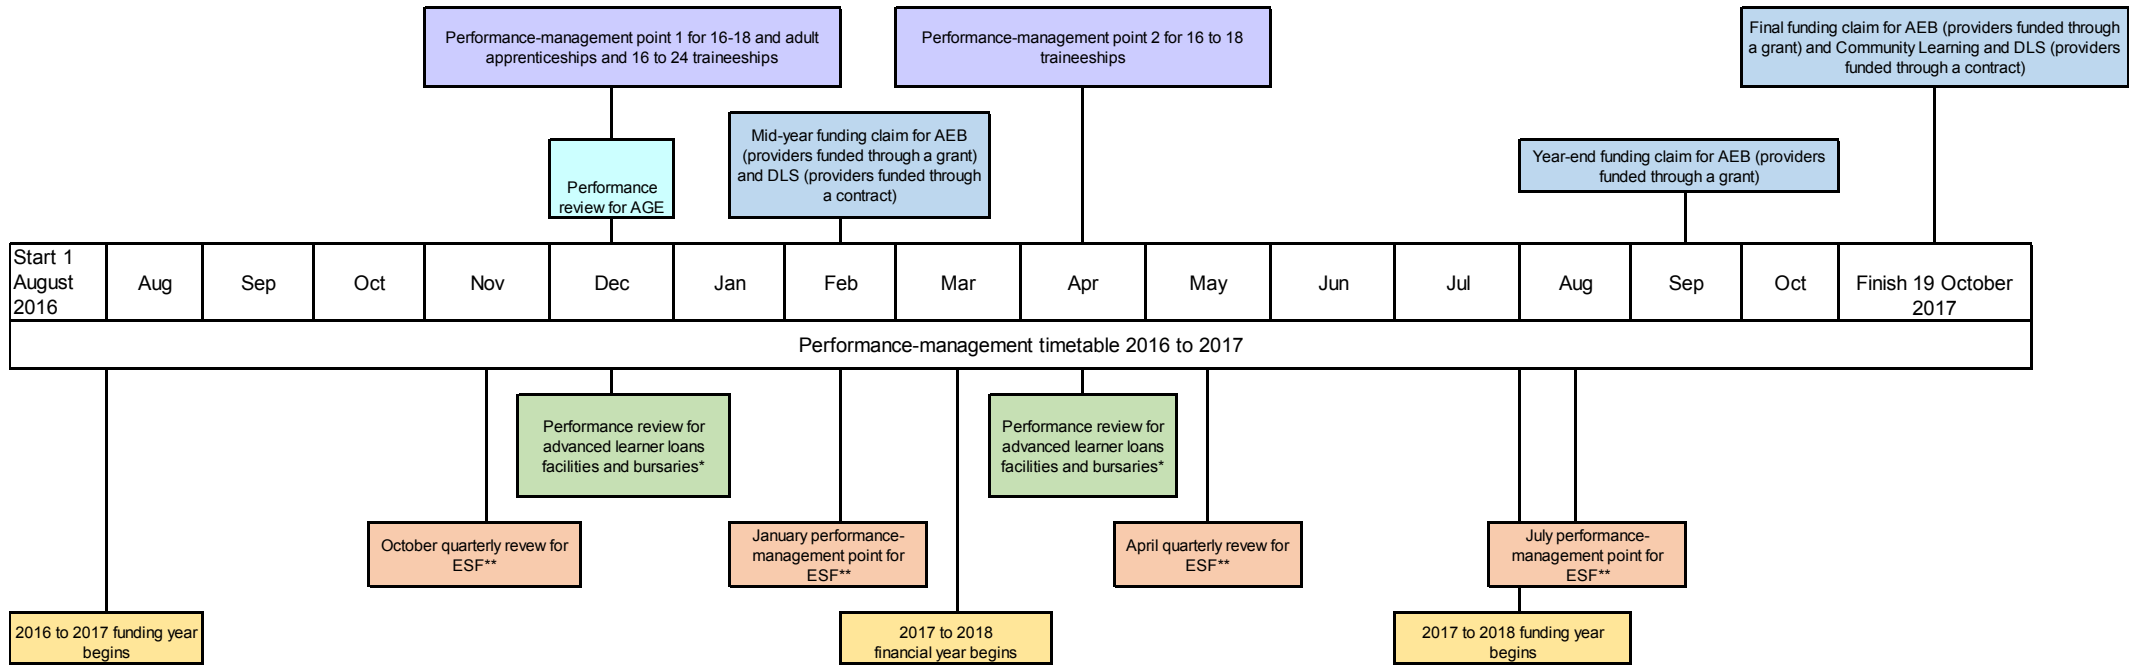 Performance-management point 1 for 16-18 and adult
apprenticeships and 16 to 24 traineeships
Performance-management point 2 for 16 to 18
traineeships
Final funding claim for AEB (providers funded through
a grant) and Community Learning and DLS (providers
funded through a contract)
Performance
review for AGE
Mid-year funding claim for AEB
(providers funded through a grant)
and DLS (providers funded through
a contract)
Year-end funding claim for AEB (providers
funded through a grant)
Start 1
August
2016
Aug
Sep
Oct
Nov
Dec
Jan
Feb
Mar
Apr
May
Jun
Jul
Aug
Sep
Oct
Finish 19 October
2017
Performance-management timetable 2016 to 2017
Performance review for
advanced learner loans
facilities and bursaries*
Performance review for
advanced learner loans
facilities and bursaries*
October quarterly revew for
ESF**
January performance-
management point for
ESF**
April quarterly revew for
ESF**
July performance-
management point for
ESF**
2016 to 2017 funding year
begins
2017 to 2018
financial year begins
2017 to 2018 funding year
begins